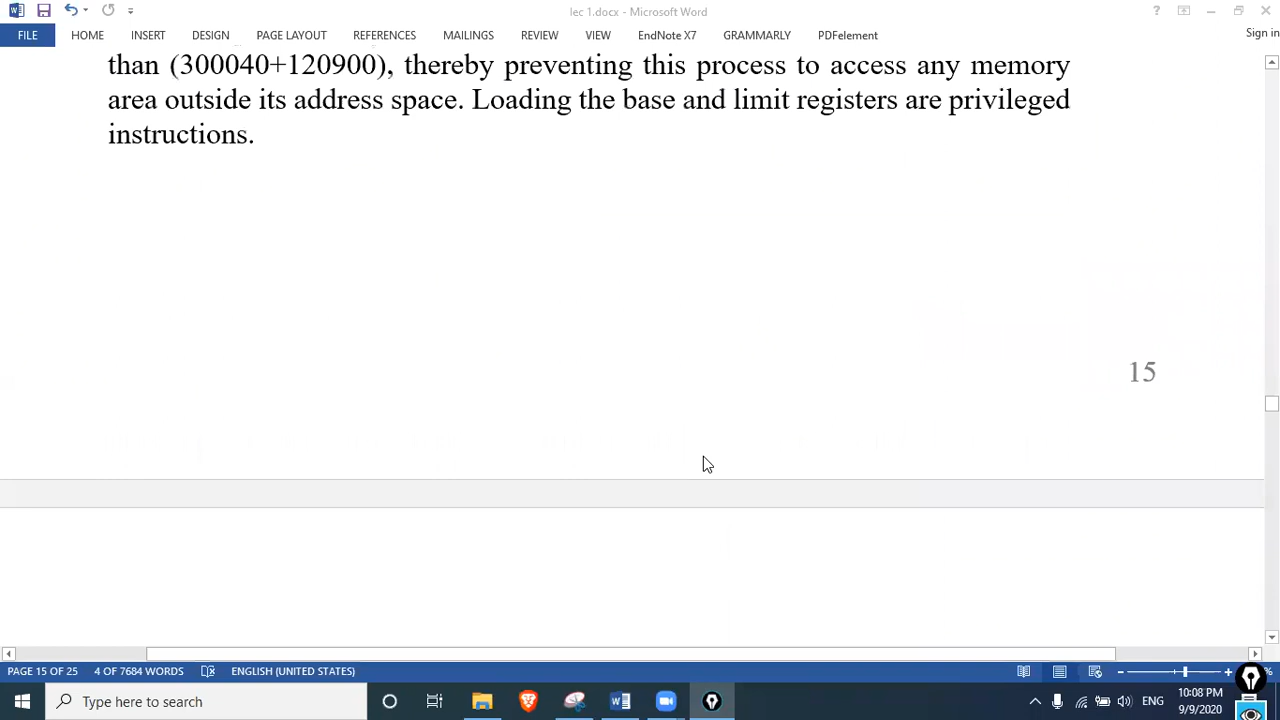 lec 1.docx - Microsoft Word
FILE HOME INSERT DESIGN PAGE LAYOUT REFERENCES MAILINGS REVIEW VIEW EndNote X7 GRAMMARLY PDFelement Sign in
than (300040+120900), thereby preventing this process to access any memory
area outside its address space. Loading the base and limit registers are privileged
instructions.
15
PAGE 15 OF 25 4 OF 7684 WORDS ENGLISH (UNITED STATES)
Type here to search
ENG
10:08 PM
9/9/2020